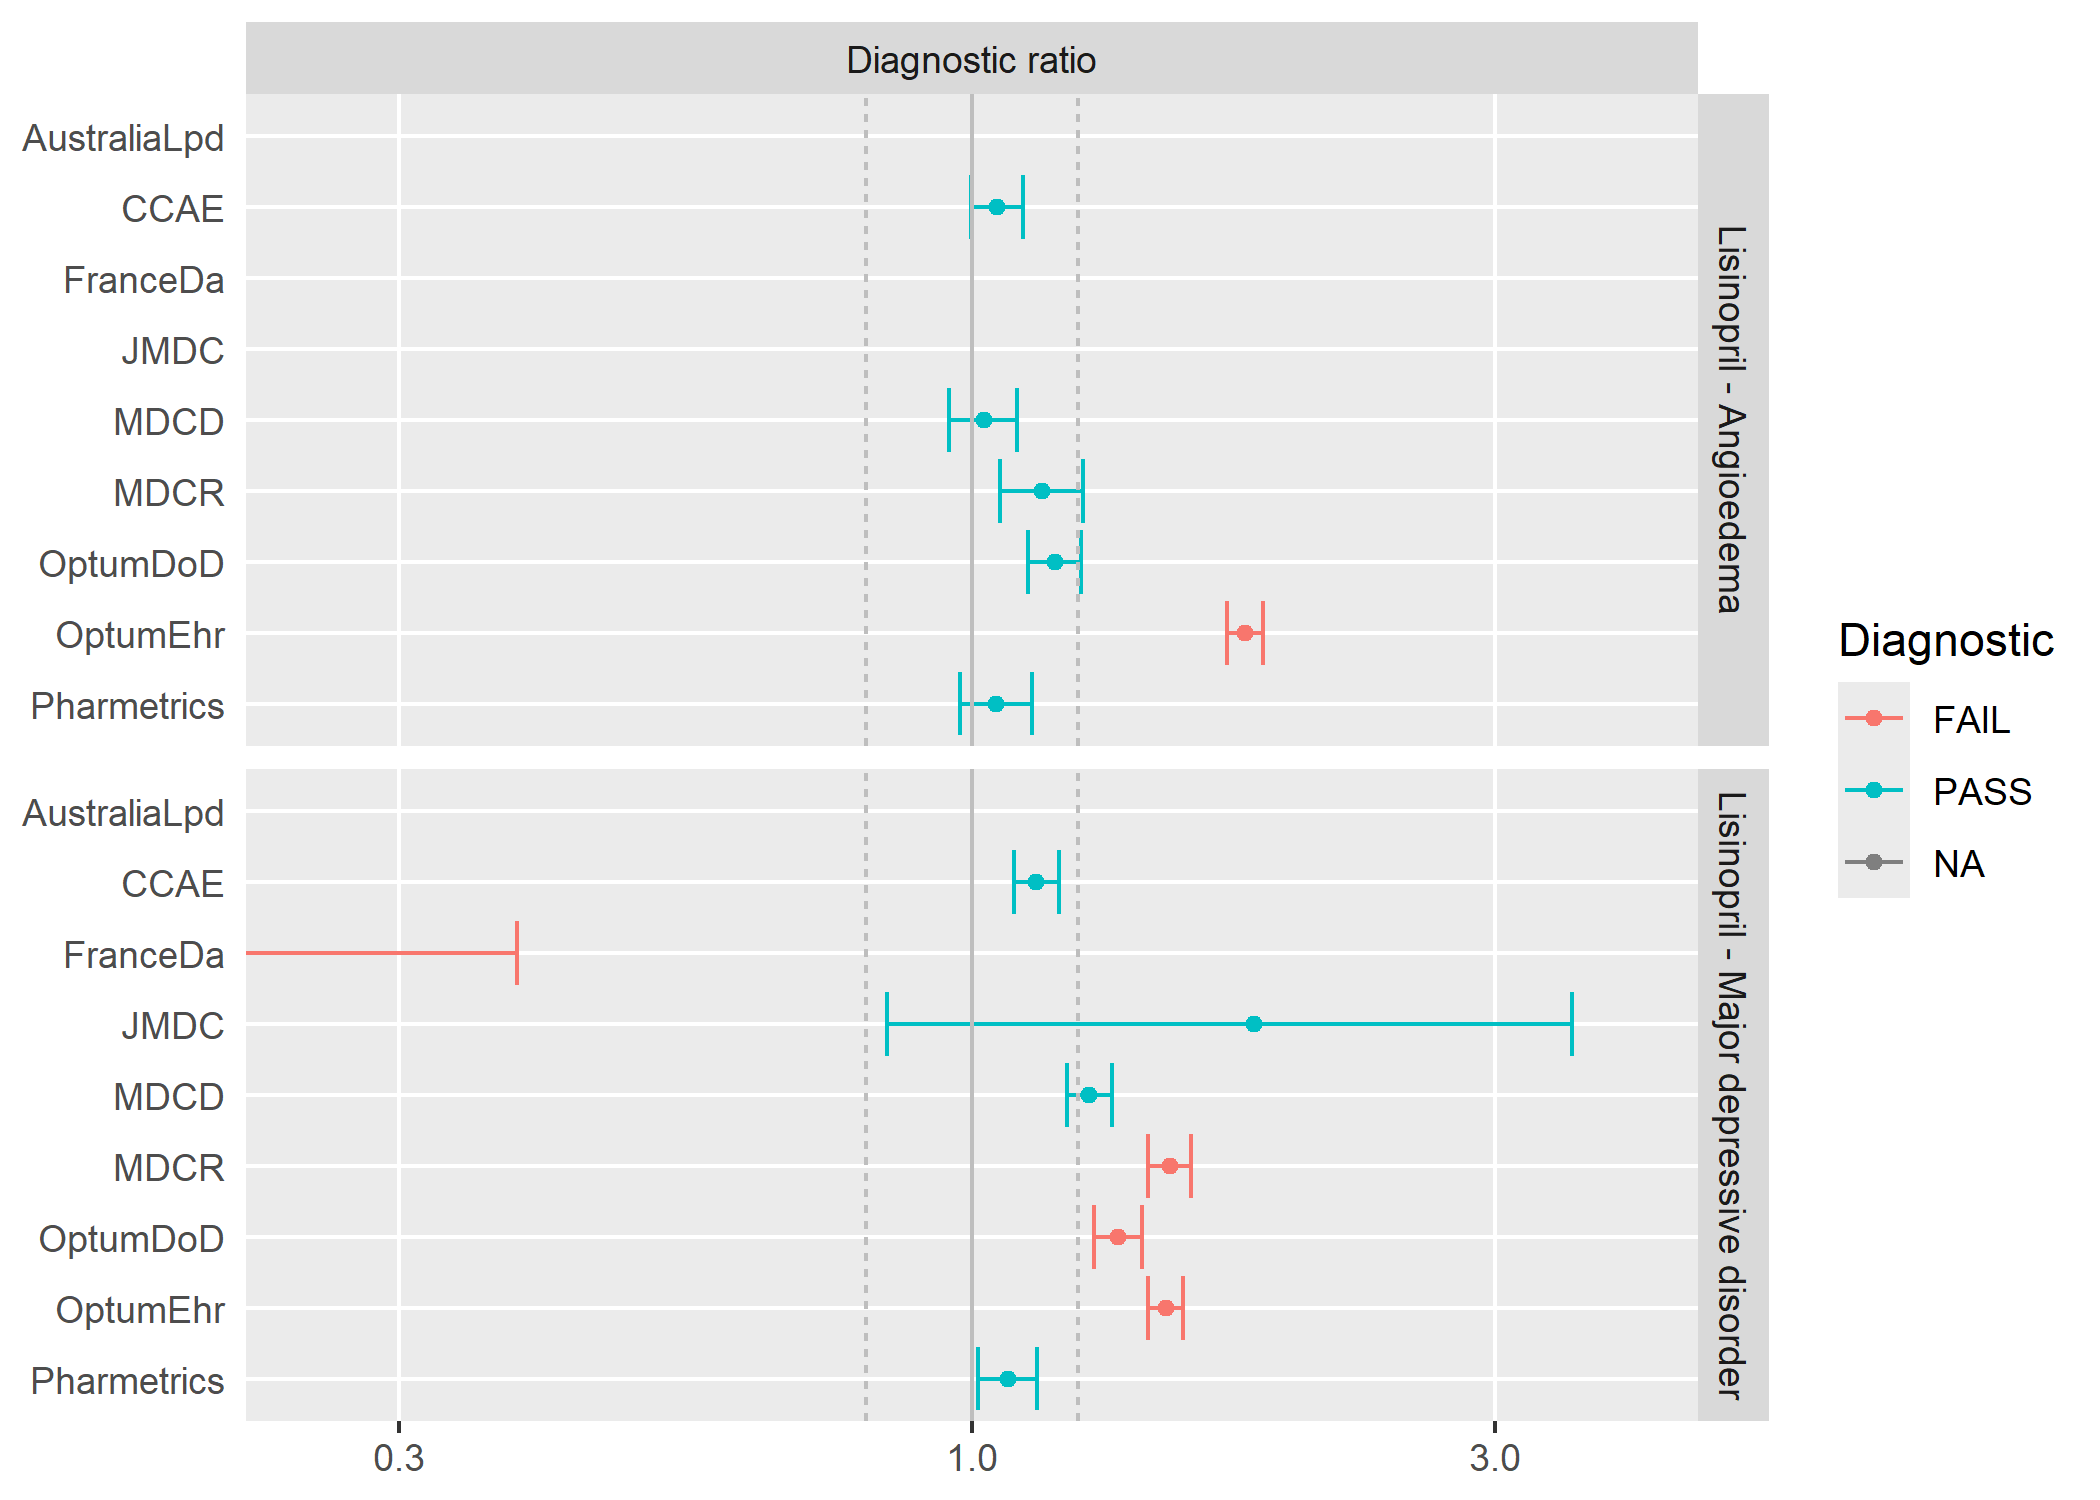 Diagnostic ratio
AustraliaLpd
CCAE
FranceDa
JMDC
MDCD
MDCR
OptumDoD
OptumEhr
Pharmetrics
Lisinopril - Angioedema
AustraliaLpd
CCAE
FranceDa
JMDC
MDCD
MDCR
OptumDoD
OptumEhr
Pharmetrics
Lisinopril - Major depressive disorder
0.3 1.0 3.0
Diagnostic
FAIL
PASS
NA